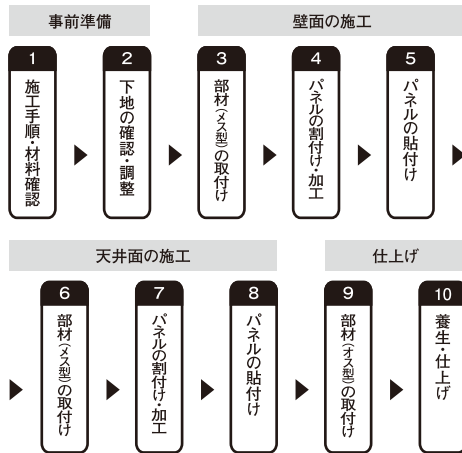 事前準備
壁面の施工
1
施工手順・材料確認
2
下地の確認・調整
3
部材(メス型)の取付け
4
パネルの割付け・加工
5
パネルの貼付け
天井面の施工
仕上げ
6
部材(メス型)の取付け
7
パネルの割付け・加工
8
パネルの貼付け
9
部材(オス型)の取付け
10
養生・仕上げ